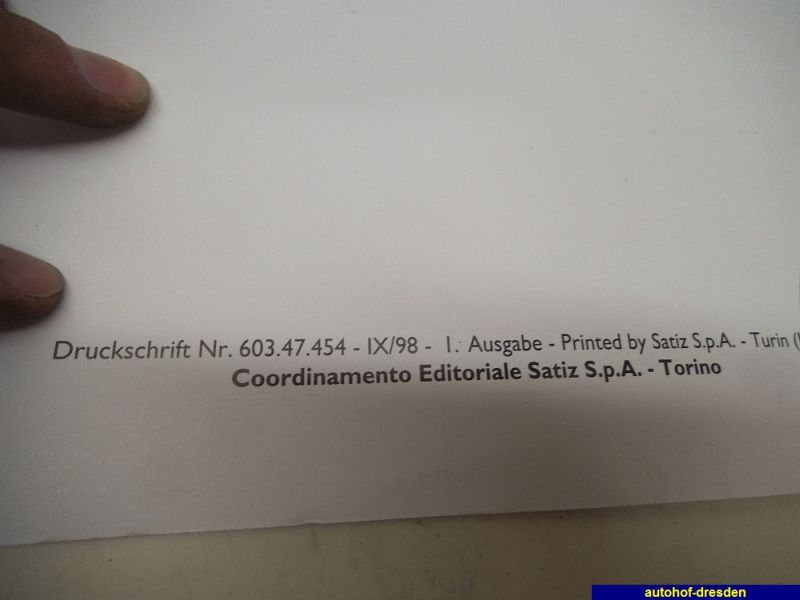 Druckschrift Nr. 603.47.454 - IX/98 - 1. Ausgabe - Printed by Satiz S.p.A. - Turin (
Coordinamento Editoriale Satiz S.p.A. - Torino
autohof-dresden